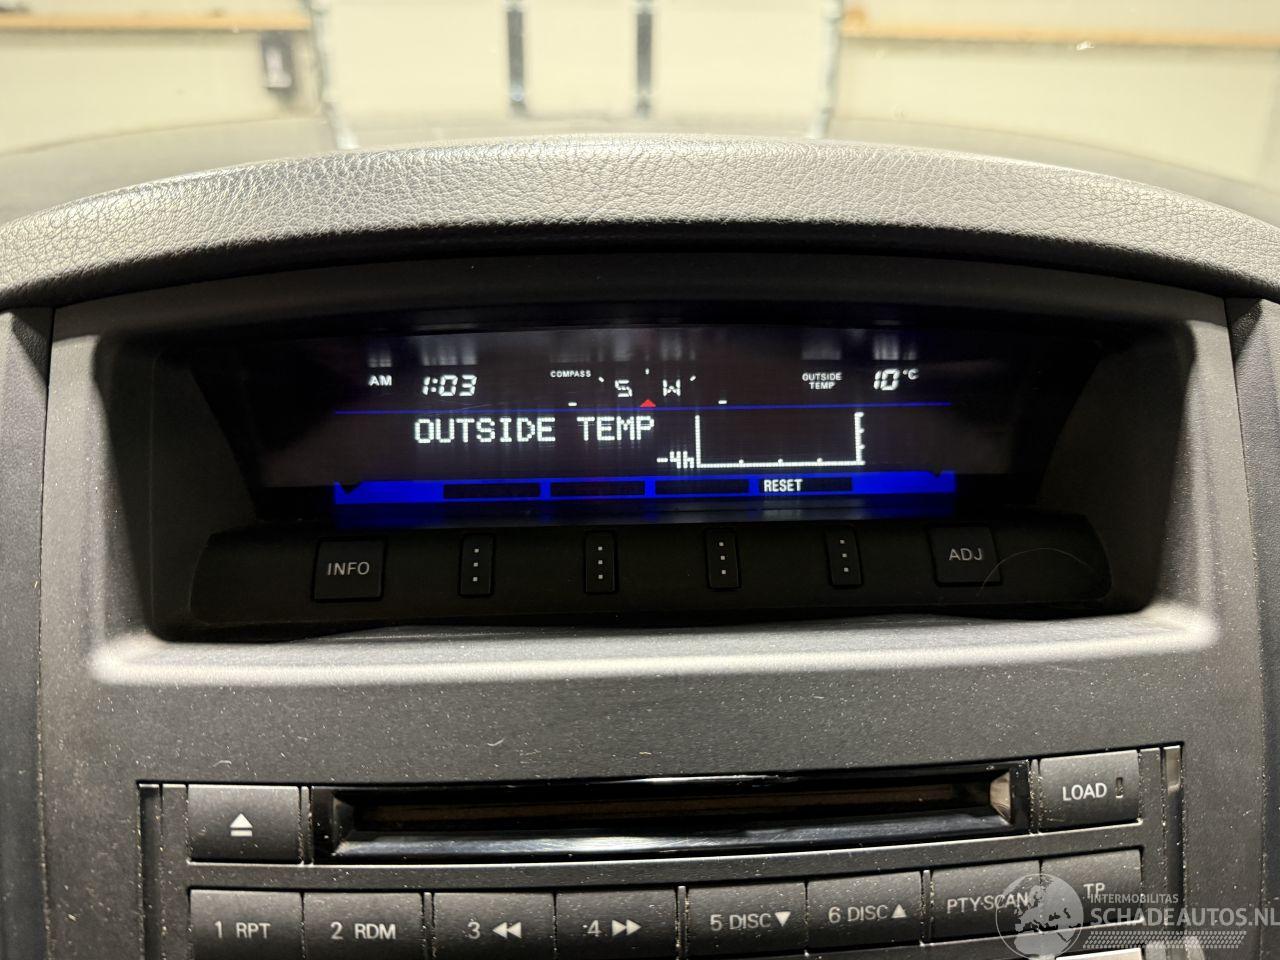 AM 1:03 COMPASS S W OUTSIDE TEMP 10°C
OUTSIDE TEMP
-4h
RESET
INFO ADJ
LOAD
1 RPT 2 RDM 3 ◀◀ 4 ▶▶ 5 DISC▼ 6 DISC▲ PTY·SCAN TP
INTERMOBILITAS
SCHADEAUTOS.NL